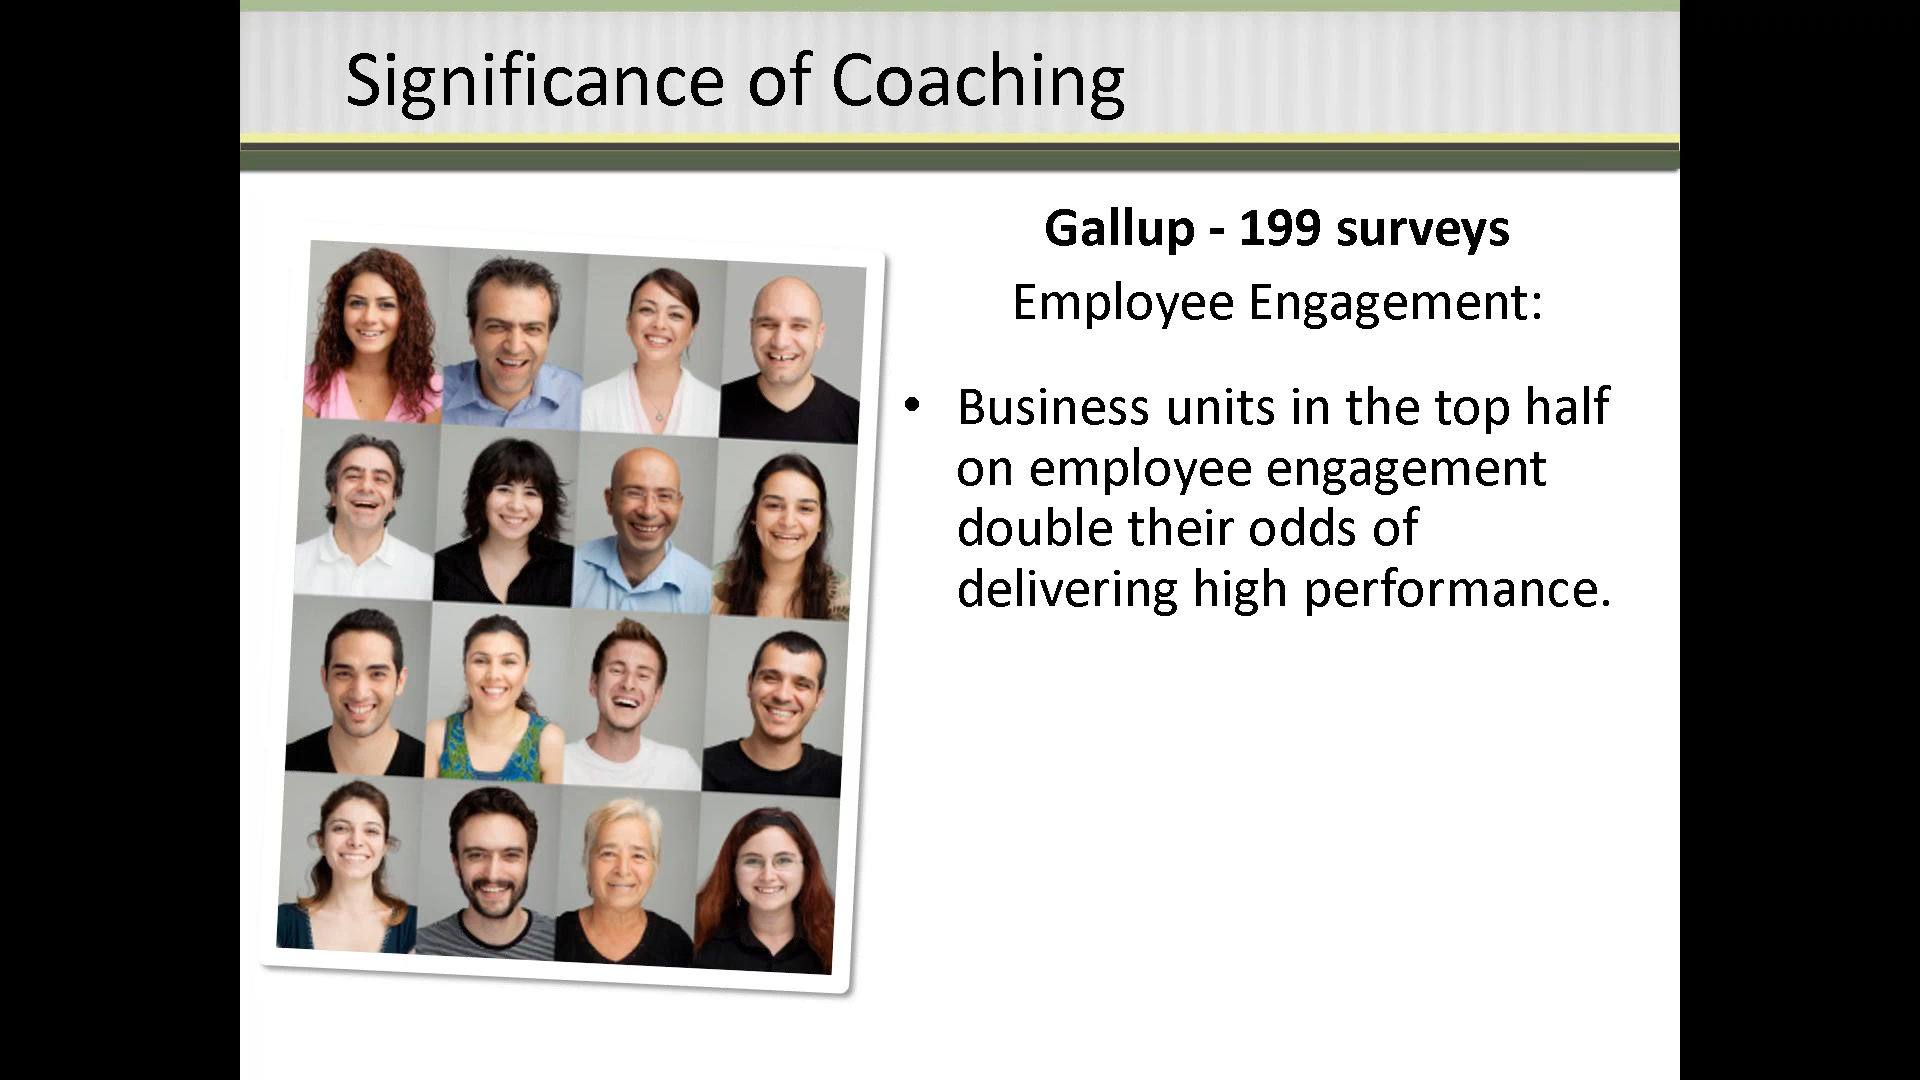 Significance of Coaching
Gallup - 199 surveys
Employee Engagement:
• Business units in the top half
on employee engagement
double their odds of
delivering high performance.